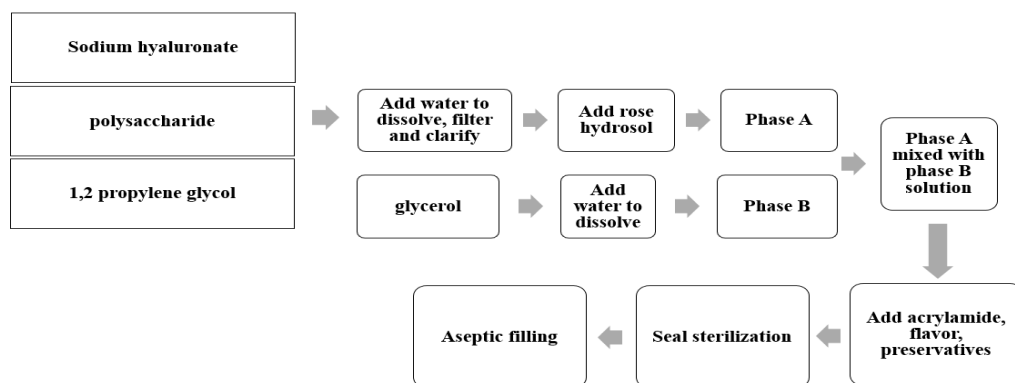 Sodium hyaluronate
polysaccharide
1,2 propylene glycol
Add water to
dissolve, filter
and clarify
Add rose
hydrosol
Phase A
glycerol
Add
water to
dissolve
Phase B
Phase A
mixed with
phase B
solution
Add acrylamide,
flavor,
preservatives
Seal sterilization
Aseptic filling